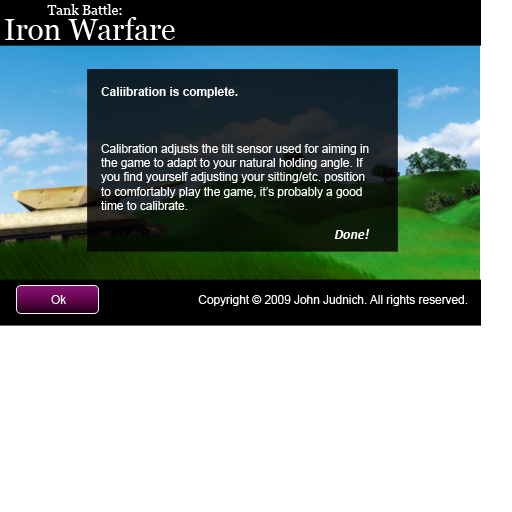 Tank Battle:
Iron Warfare
Caliibration is complete.
Calibration adjusts the tilt sensor used for aiming in
the game to adapt to your natural holding angle. If
you find yourself adjusting your sitting/etc. position
to comfortably play the game, it's probably a good
time to calibrate.
Done!
Ok
Copyright © 2009 John Judnich. All rights reserved.